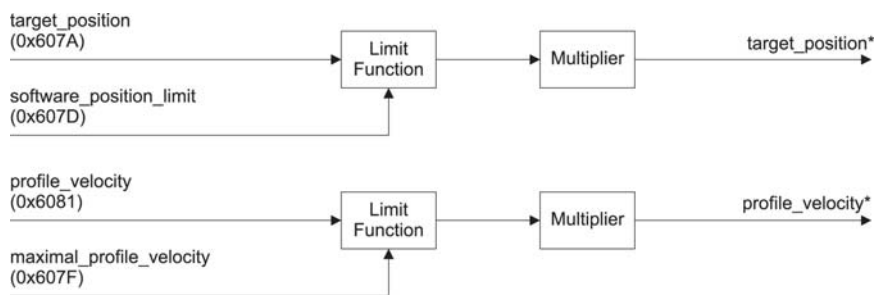 target_position
(0x607A)
Limit
Function
Multiplier
target_position*
software_position_limit
(0x607D)
profile_velocity
(0x6081)
Limit
Function
Multiplier
profile_velocity*
maximal_profile_velocity
(0x607F)